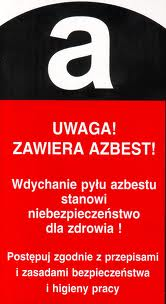 a
UWAGA!
ZAWIERA AZBEST!
Wdychanie pyłu azbestu
stanowi
niebezpieczeństwo
dla zdrowia !
Postępuj zgodnie z przepisami
i zasadami bezpieczeństwa
i higieny pracy